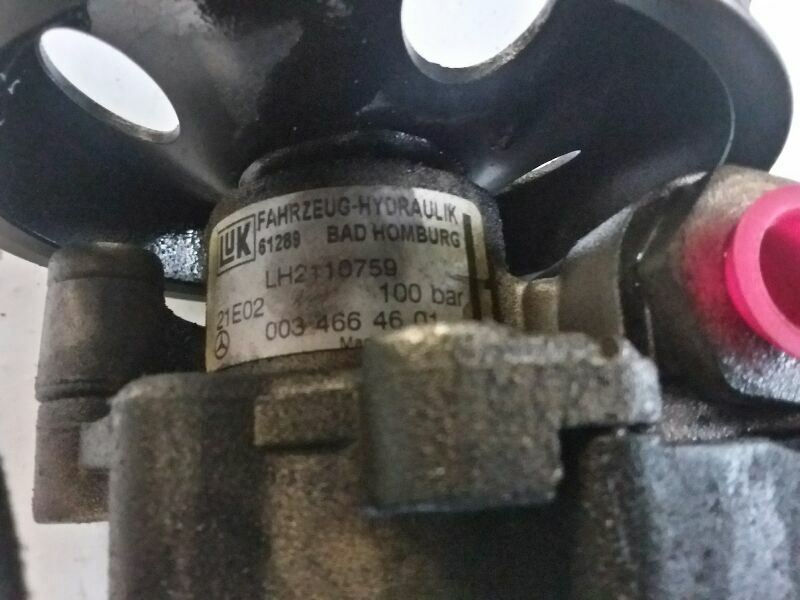 LUK FAHRZEUG-HYDRAULIK
61289 BAD HOMBURG
LH2110759
21E02 100 bar
003 466 46 01